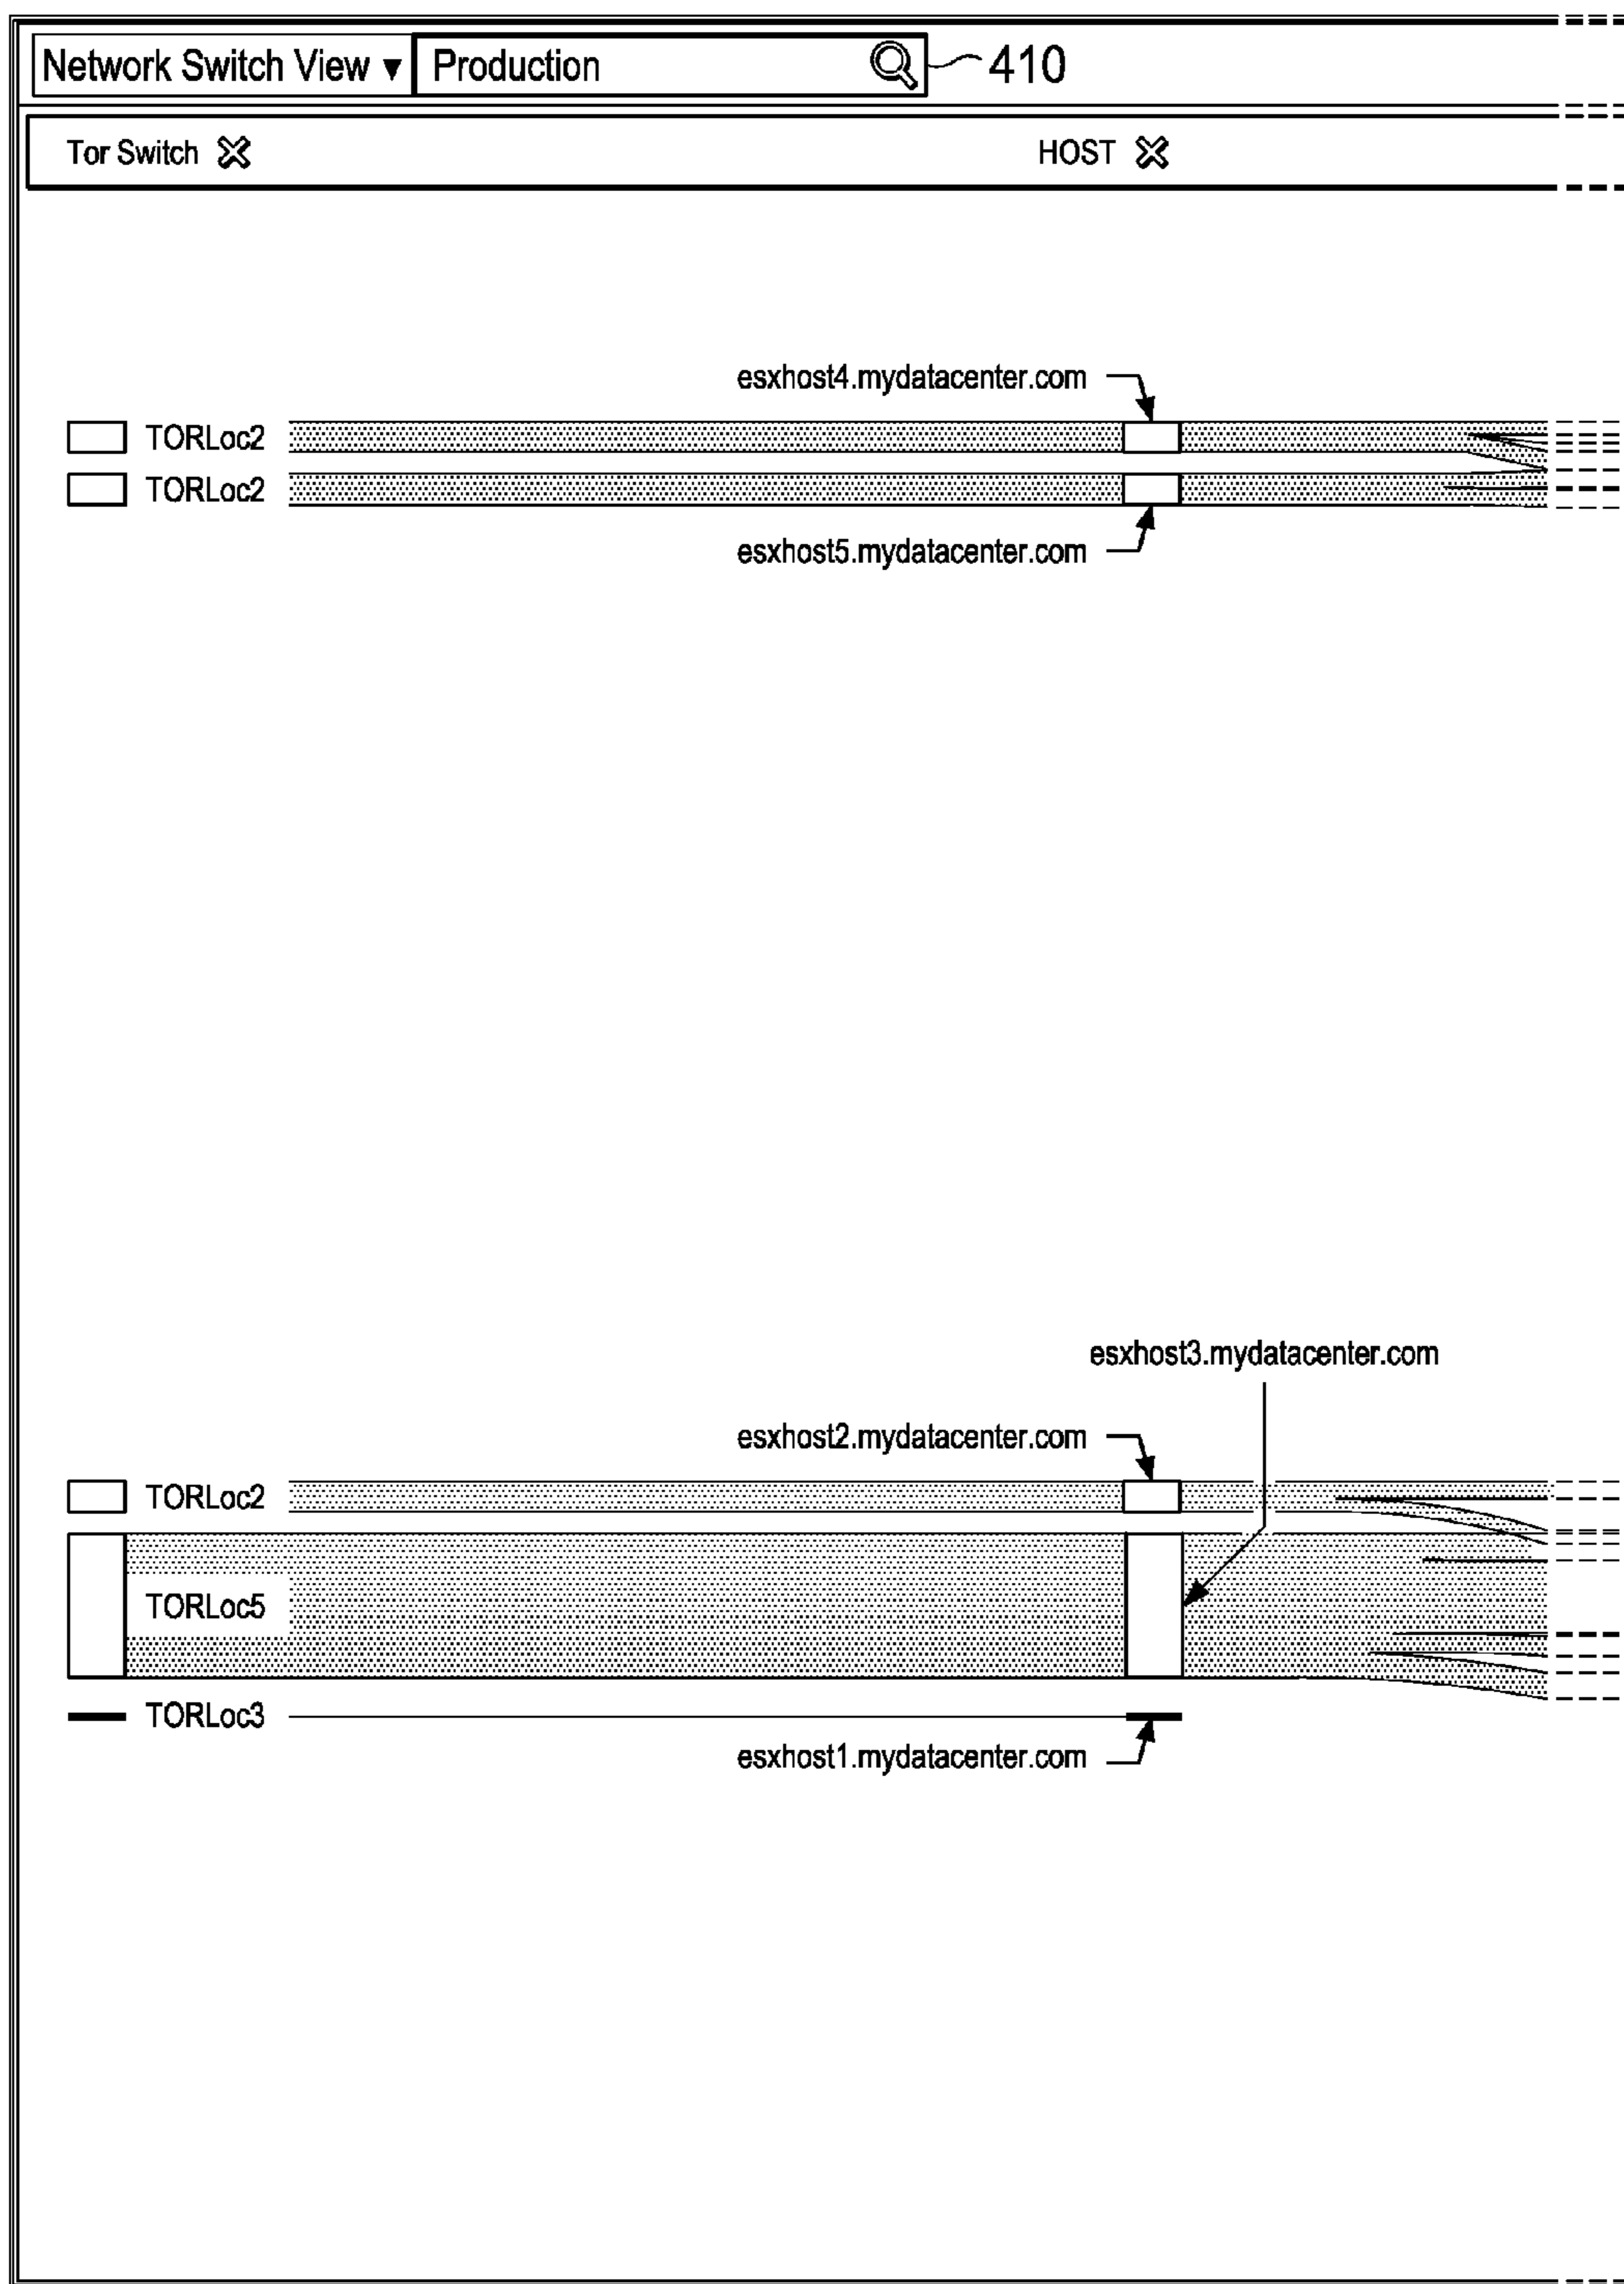 Network Switch View ▼ Production 410
Tor Switch HOST
esxhost4.mydatacenter.com
TORLoc2
TORLoc2
esxhost5.mydatacenter.com
esxhost3.mydatacenter.com
esxhost2.mydatacenter.com
TORLoc2
TORLoc5
TORLoc3
esxhost1.mydatacenter.com